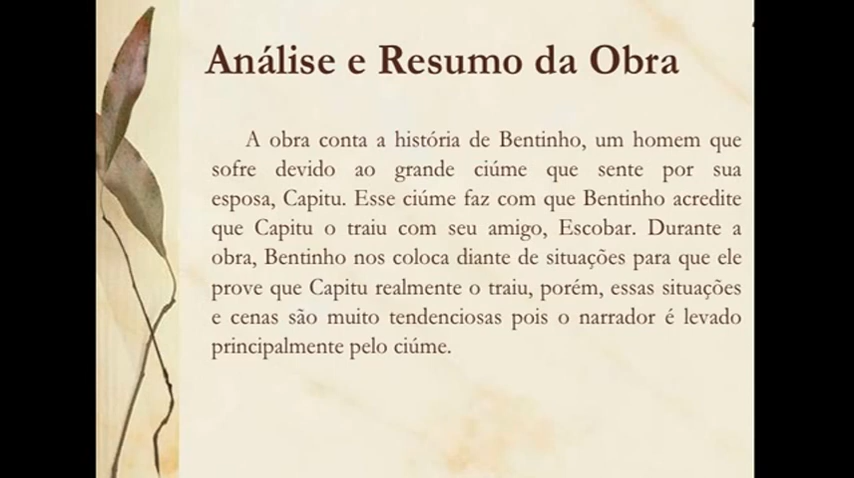 Análise e Resumo da Obra
A obra conta a história de Bentinho, um homem que
sofre devido ao grande ciúme que sente por sua
esposa, Capitu. Esse ciúme faz com que Bentinho acredite
que Capitu o traiu com seu amigo, Escobar. Durante a
obra, Bentinho nos coloca diante de situações para que ele
prove que Capitu realmente o traiu, porém, essas situações
e cenas são muito tendenciosas pois o narrador é levado
principalmente pelo ciúme.